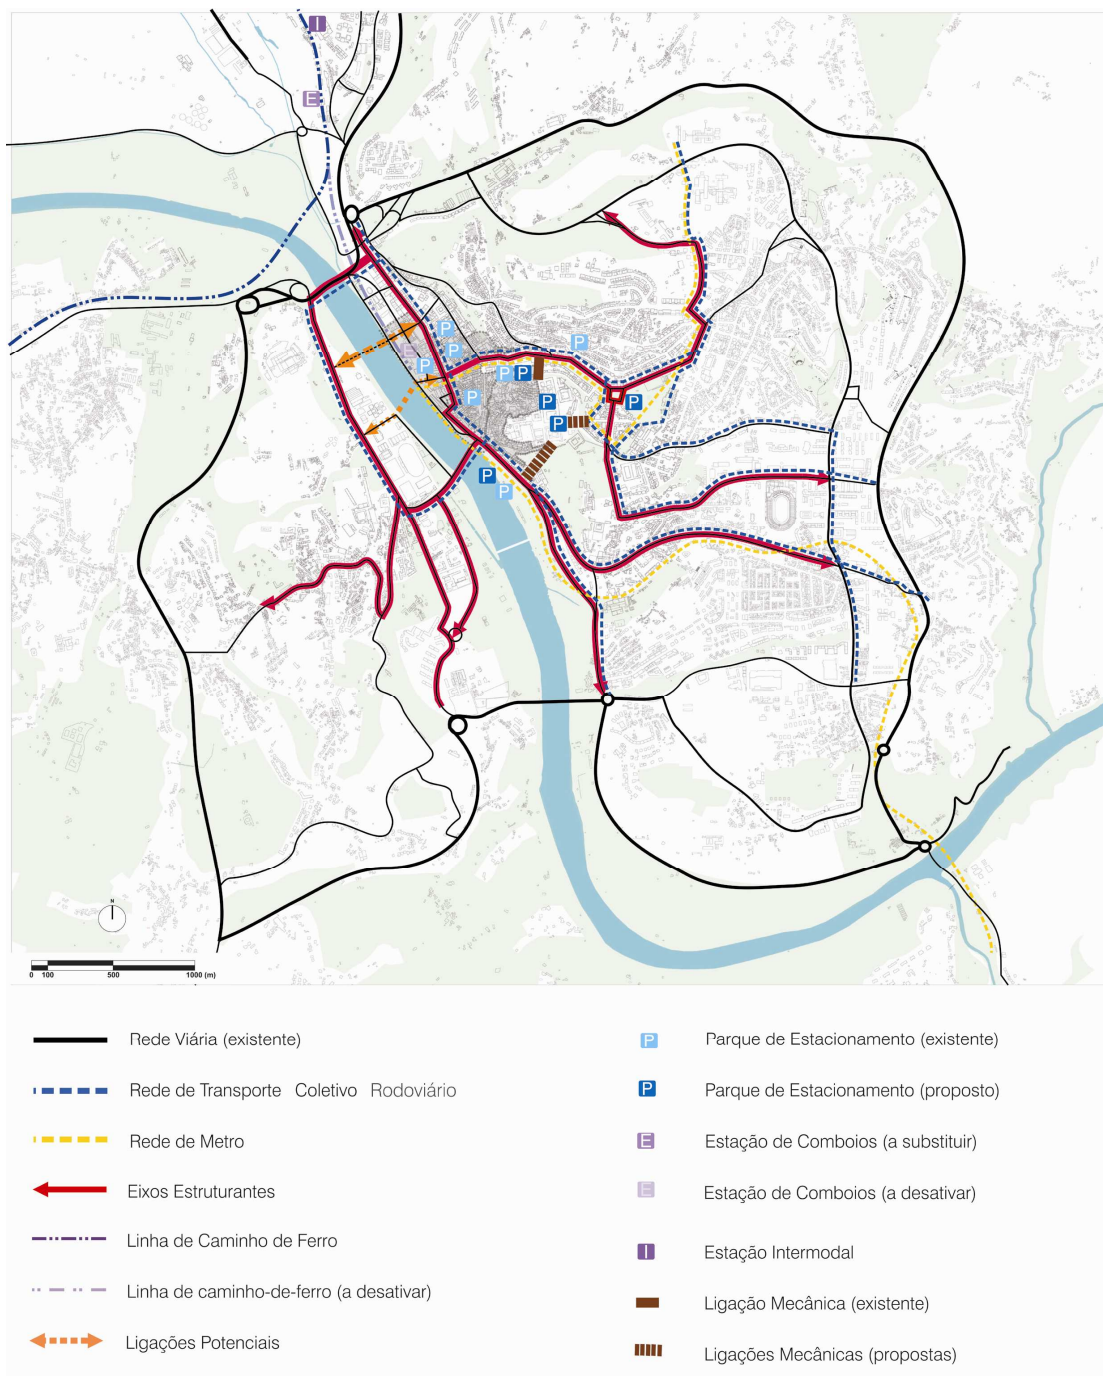 I
E
P
P
P
P
P
P
P
E
P
P
P
P
P
P
N
0 100 500 1000 (m)
Rede Viária (existente)
Rede de Transporte Coletivo Rodoviário
Rede de Metro
Eixos Estruturantes
Linha de Caminho de Ferro
Linha de caminho-de-ferro (a desativar)
Ligações Potenciais
P Parque de Estacionamento (existente)
P Parque de Estacionamento (proposto)
E Estação de Comboios (a substituir)
E Estação de Comboios (a desativar)
I Estação Intermodal
Ligação Mecânica (existente)
Ligações Mecânicas (propostas)